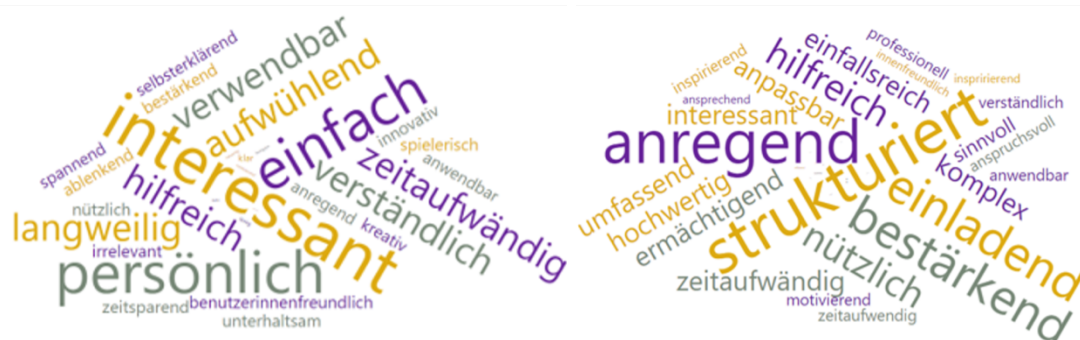 selbsterklärend
bestärkend
verwendbar
aufwühlend
interessant
einfach
innovativ
spielerisch
anwendbar
klar
spannend
ablenkend
hilfreich
zeitaufwändig
verständlich
anregend
kreativ
nützlich
langweilig
irrelevant
persönlich
zeitsparend
benutzerinnenfreundlich
unterhaltsam
professionell
innenfreundlich
inspririerend
einfallsreich
hilfreich
inspirierend
anpassbar
ansprechend
interessant
anregend
strukturiert
verständlich
sinnvoll
anspruchsvoll
komplex
anwendbar
umfassend
hochwertig
ermächtigend
einladend
bestärkend
nützlich
zeitaufwändig
motivierend
zeitaufwendig